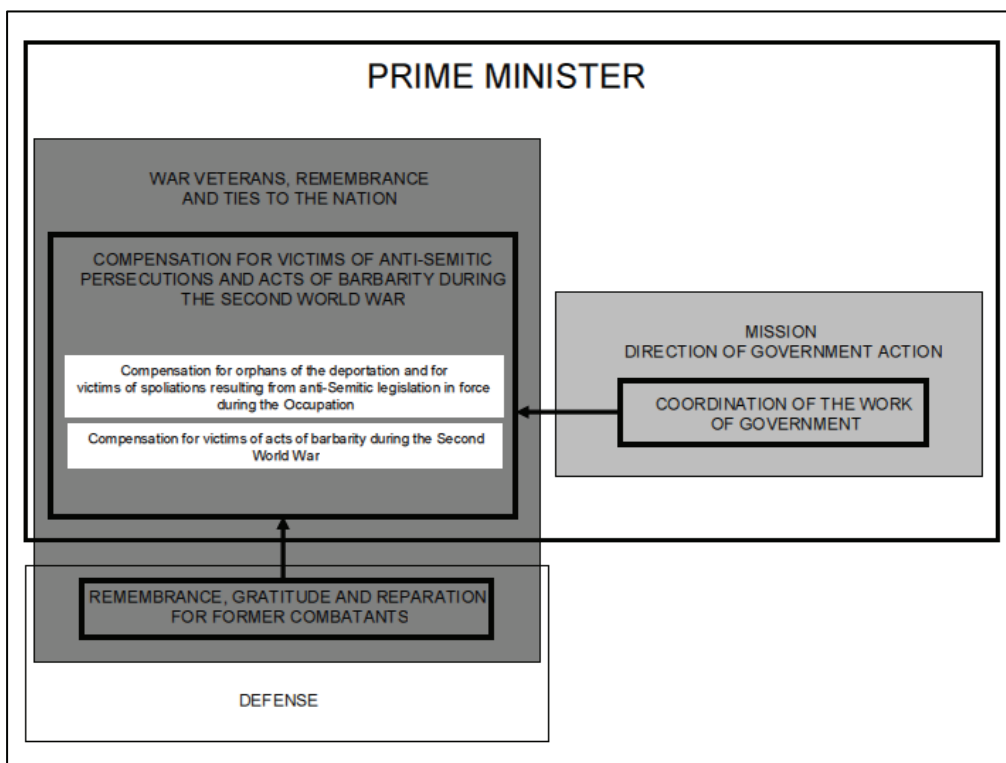 PRIME MINISTER
WAR VETERANS, REMEMBRANCE
AND TIES TO THE NATION
COMPENSATION FOR VICTIMS OF ANTI-SEMITIC
PERSECUTIONS AND ACTS OF BARBARITY DURING
THE SECOND WORLD WAR
Compensation for orphans of the deportation and for
victims of spoliations resulting from anti-Semitic legislation in force
during the Occupation
Compensation for victims of acts of barbarity during the Second
World War
MISSION
DIRECTION OF GOVERNMENT ACTION
COORDINATION OF THE WORK
OF GOVERNMENT
REMEMBRANCE, GRATITUDE AND REPARATION
FOR FORMER COMBATANTS
DEFENSE